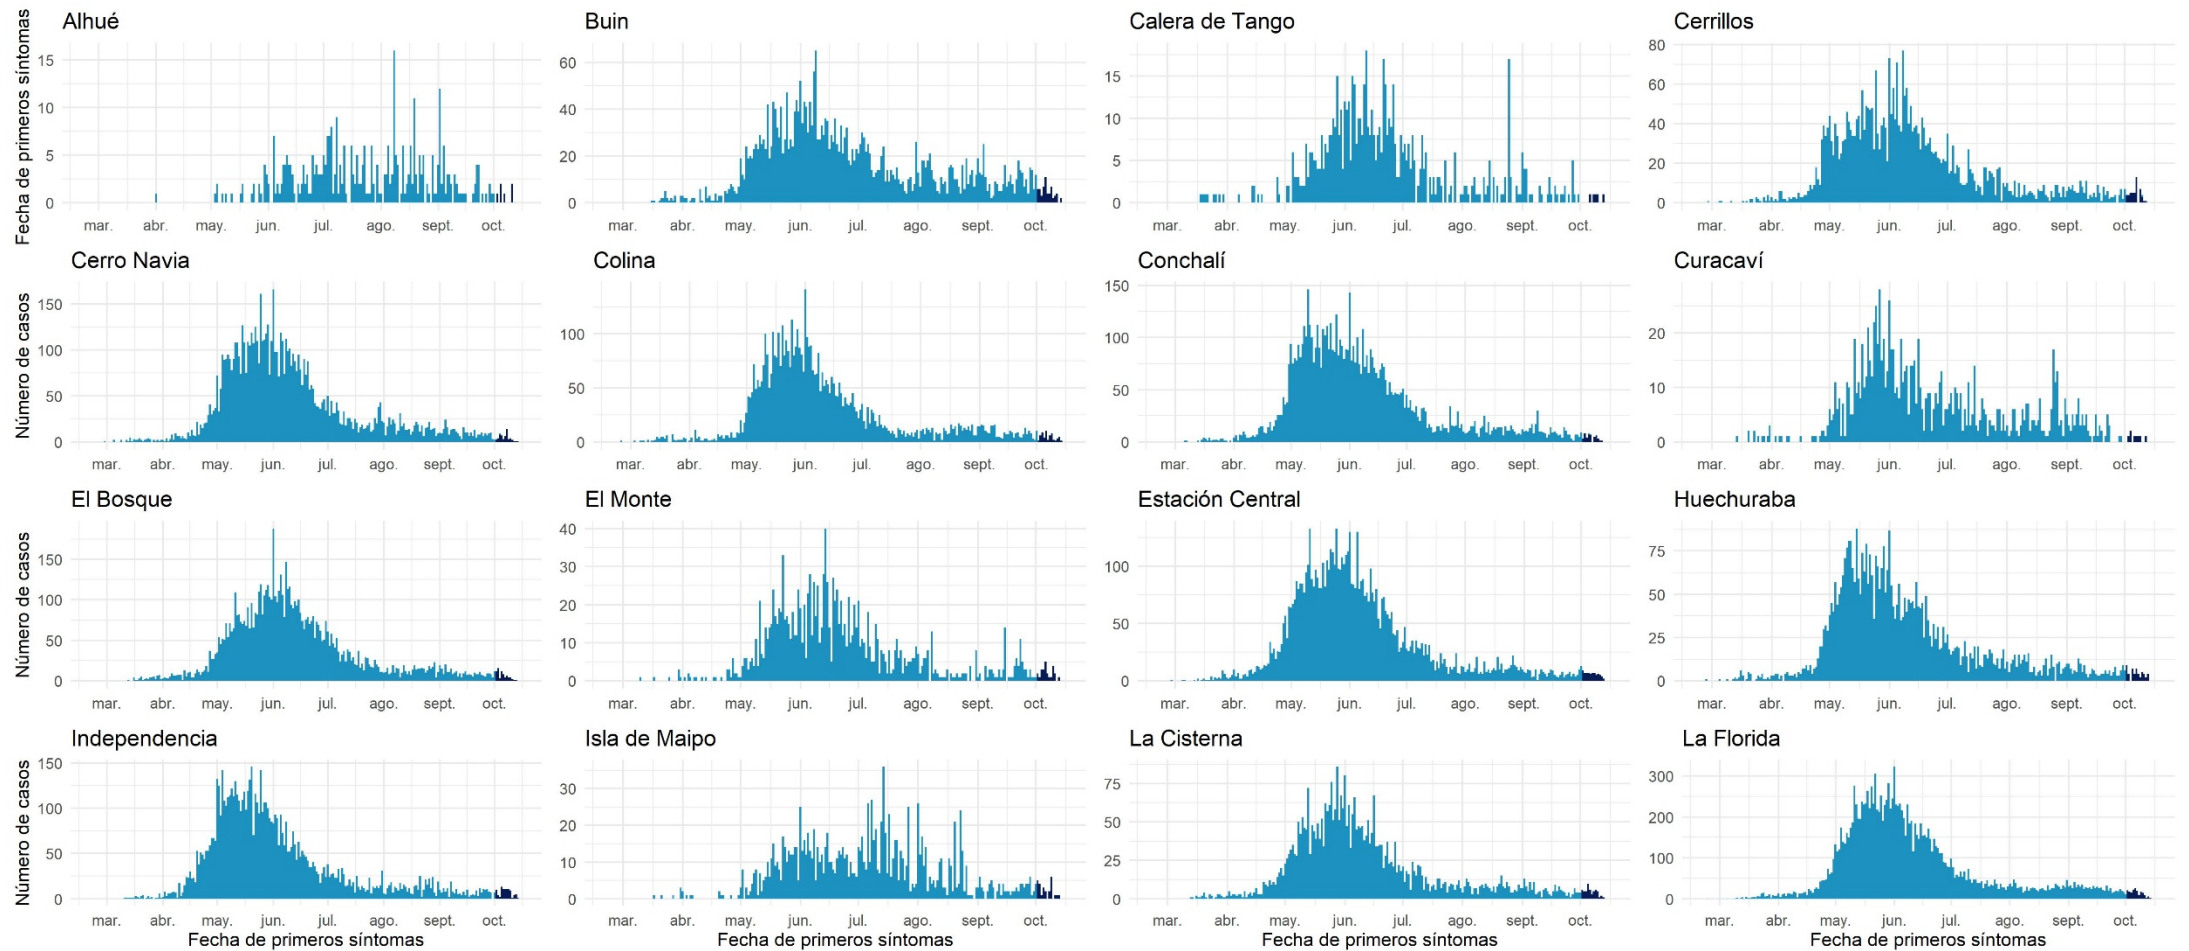 Alhué
Fecha de primeros síntomas
15
10
5
0
mar. abr. may. jun. jul. ago. sept. oct.
Buin
60
40
20
0
mar. abr. may. jun. jul. ago. sept. oct.
Calera de Tango
15
10
5
0
mar. abr. may. jun. jul. ago. sept. oct.
Cerrillos
80
60
40
20
0
mar. abr. may. jun. jul. ago. sept. oct.
Cerro Navia
Número de casos
150
100
50
0
mar. abr. may. jun. jul. ago. sept. oct.
Colina
100
50
0
mar. abr. may. jun. jul. ago. sept. oct.
Conchalí
150
100
50
0
mar. abr. may. jun. jul. ago. sept. oct.
Curacaví
20
10
0
mar. abr. may. jun. jul. ago. sept. oct.
El Bosque
Número de casos
150
100
50
0
mar. abr. may. jun. jul. ago. sept. oct.
El Monte
40
30
20
10
0
mar. abr. may. jun. jul. ago. sept. oct.
Estación Central
100
50
0
mar. abr. may. jun. jul. ago. sept. oct.
Huechuraba
75
50
25
0
mar. abr. may. jun. jul. ago. sept. oct.
Independencia
Número de casos
150
100
50
0
mar. abr. may. jun. jul. ago. sept. oct.
Fecha de primeros síntomas
Isla de Maipo
30
20
10
0
mar. abr. may. jun. jul. ago. sept. oct.
Fecha de primeros síntomas
La Cisterna
75
50
25
0
mar. abr. may. jun. jul. ago. sept. oct.
Fecha de primeros síntomas
La Florida
300
200
100
0
mar. abr. may. jun. jul. ago. sept. oct.
Fecha de primeros síntomas